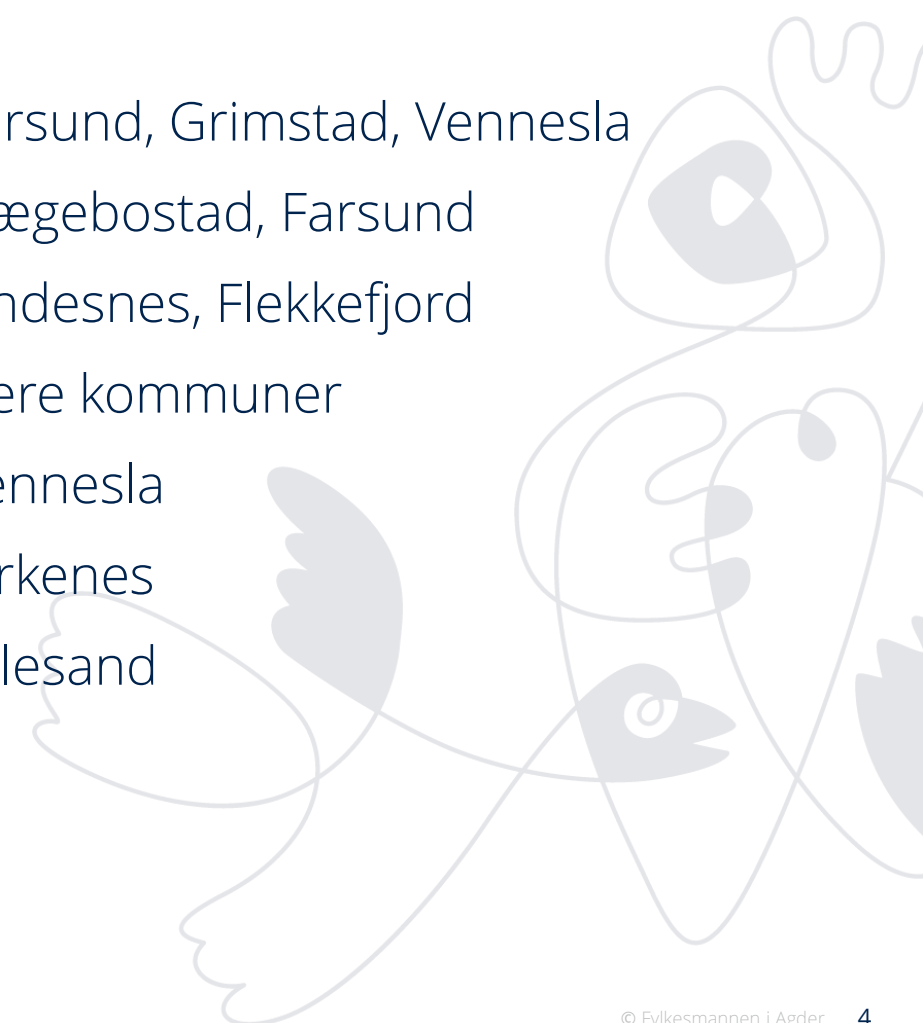 rsund, Grimstad, Vennesla
ægebostad, Farsund
ndesnes, Flekkefjord
ere kommuner
ennesla
rkenes
lesand
© Fylkesmannen i Agder 4